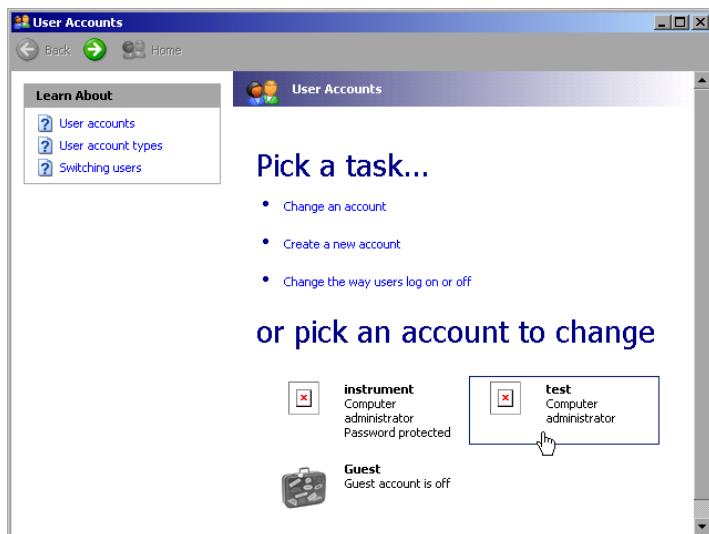 User Accounts
Back Home
Learn About
User accounts
User account types
Switching users
User Accounts
Pick a task...
Change an account
Create a new account
Change the way users log on or off
or pick an account to change
instrument
Computer
administrator
Password protected
test
Computer
administrator
Guest
Guest account is off